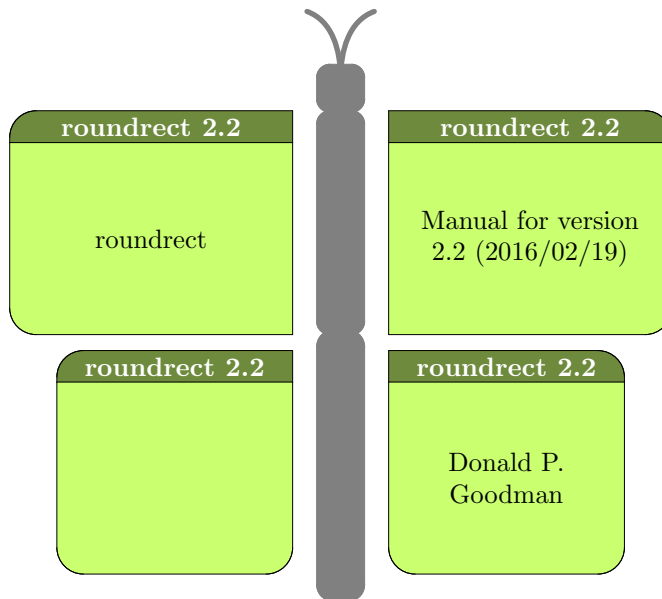 roundrect 2.2
roundrect
roundrect 2.2
Manual for version
2.2 (2016/02/19)
roundrect 2.2
roundrect 2.2
Donald P.
Goodman